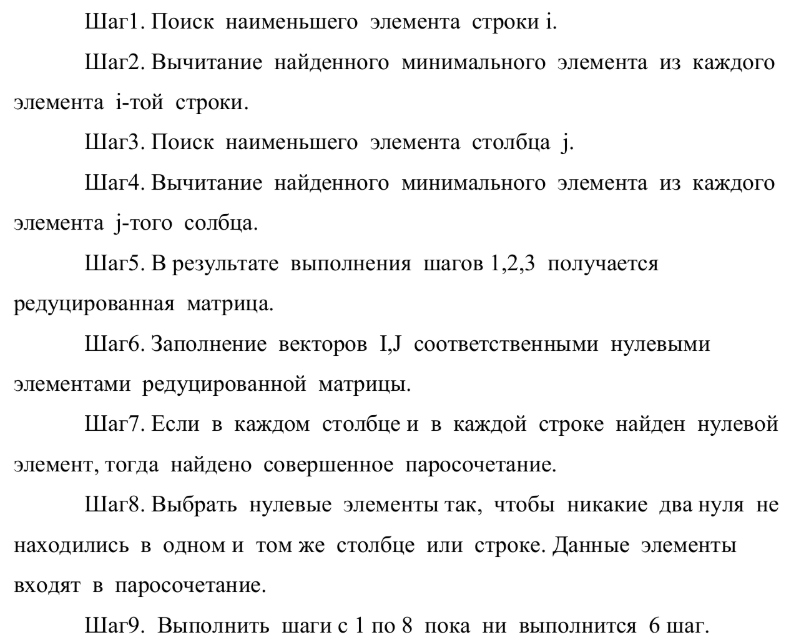 Шаг1. Поиск наименьшего элемента строки i.
Шаг2. Вычитание найденного минимального элемента из каждого
элемента i-той строки.
Шаг3. Поиск наименьшего элемента столбца j.
Шаг4. Вычитание найденного минимального элемента из каждого
элемента j-того солбца.
Шаг5. В результате выполнения шагов 1,2,3 получается
редуцированная матрица.
Шаг6. Заполнение векторов I,J соответственными нулевыми
элементами редуцированной матрицы.
Шаг7. Если в каждом столбце и в каждой строке найден нулевой
элемент, тогда найдено совершенное паросочетание.
Шаг8. Выбрать нулевые элементы так, чтобы никакие два нуля не
находились в одном и том же столбце или строке. Данные элементы
входят в паросочетание.
Шаг9. Выполнить шаги с 1 по 8 пока ни выполнится 6 шаг.